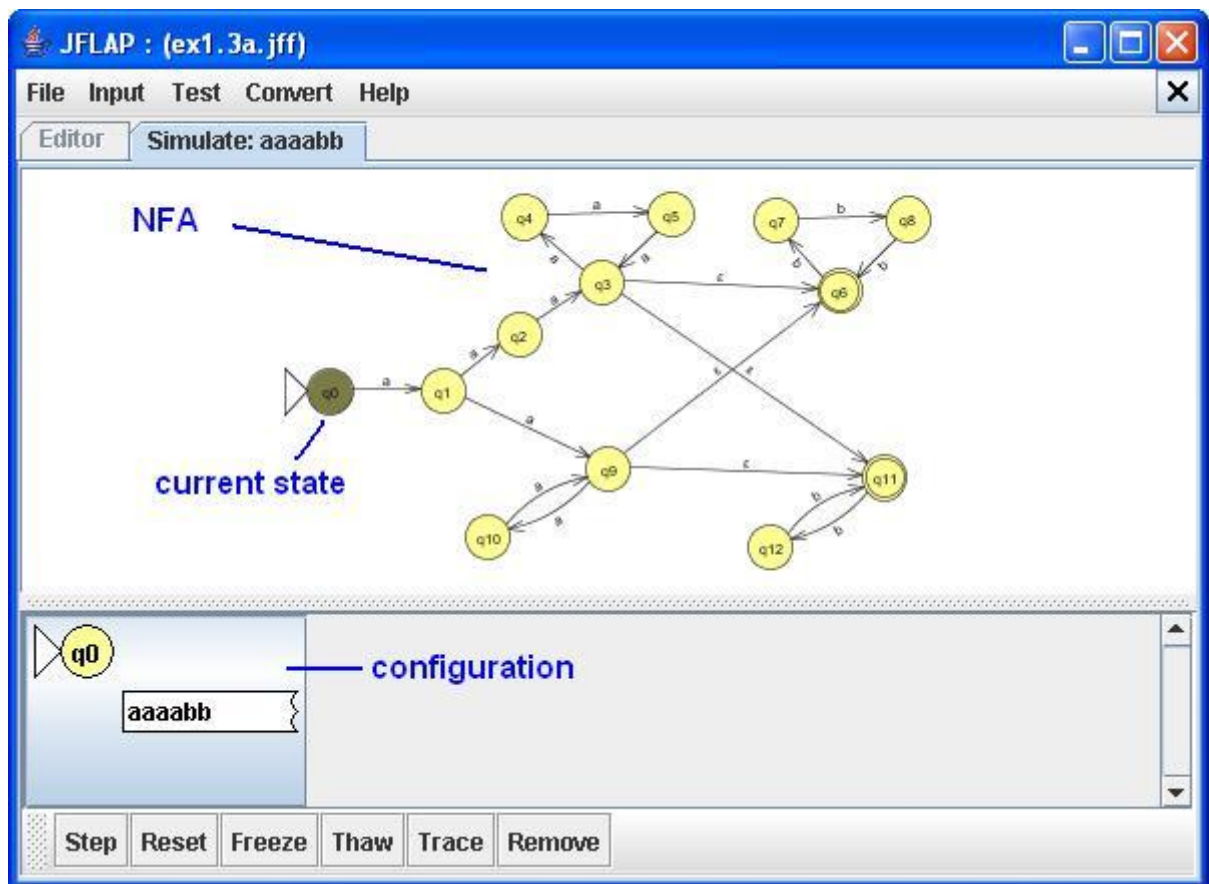 JFLAP : (ex1.3a.jff)
File Input Test Convert Help
Editor Simulate: aaaabb
NFA
q4 a q5
q7 b q8
a a
b b
q3 ε q6
a
q2
a
ε ε
q0 a q1
a
current state
q9 ε q11
a a
b b
q10
q12
q0
configuration
aaaabb
Step Reset Freeze Thaw Trace Remove